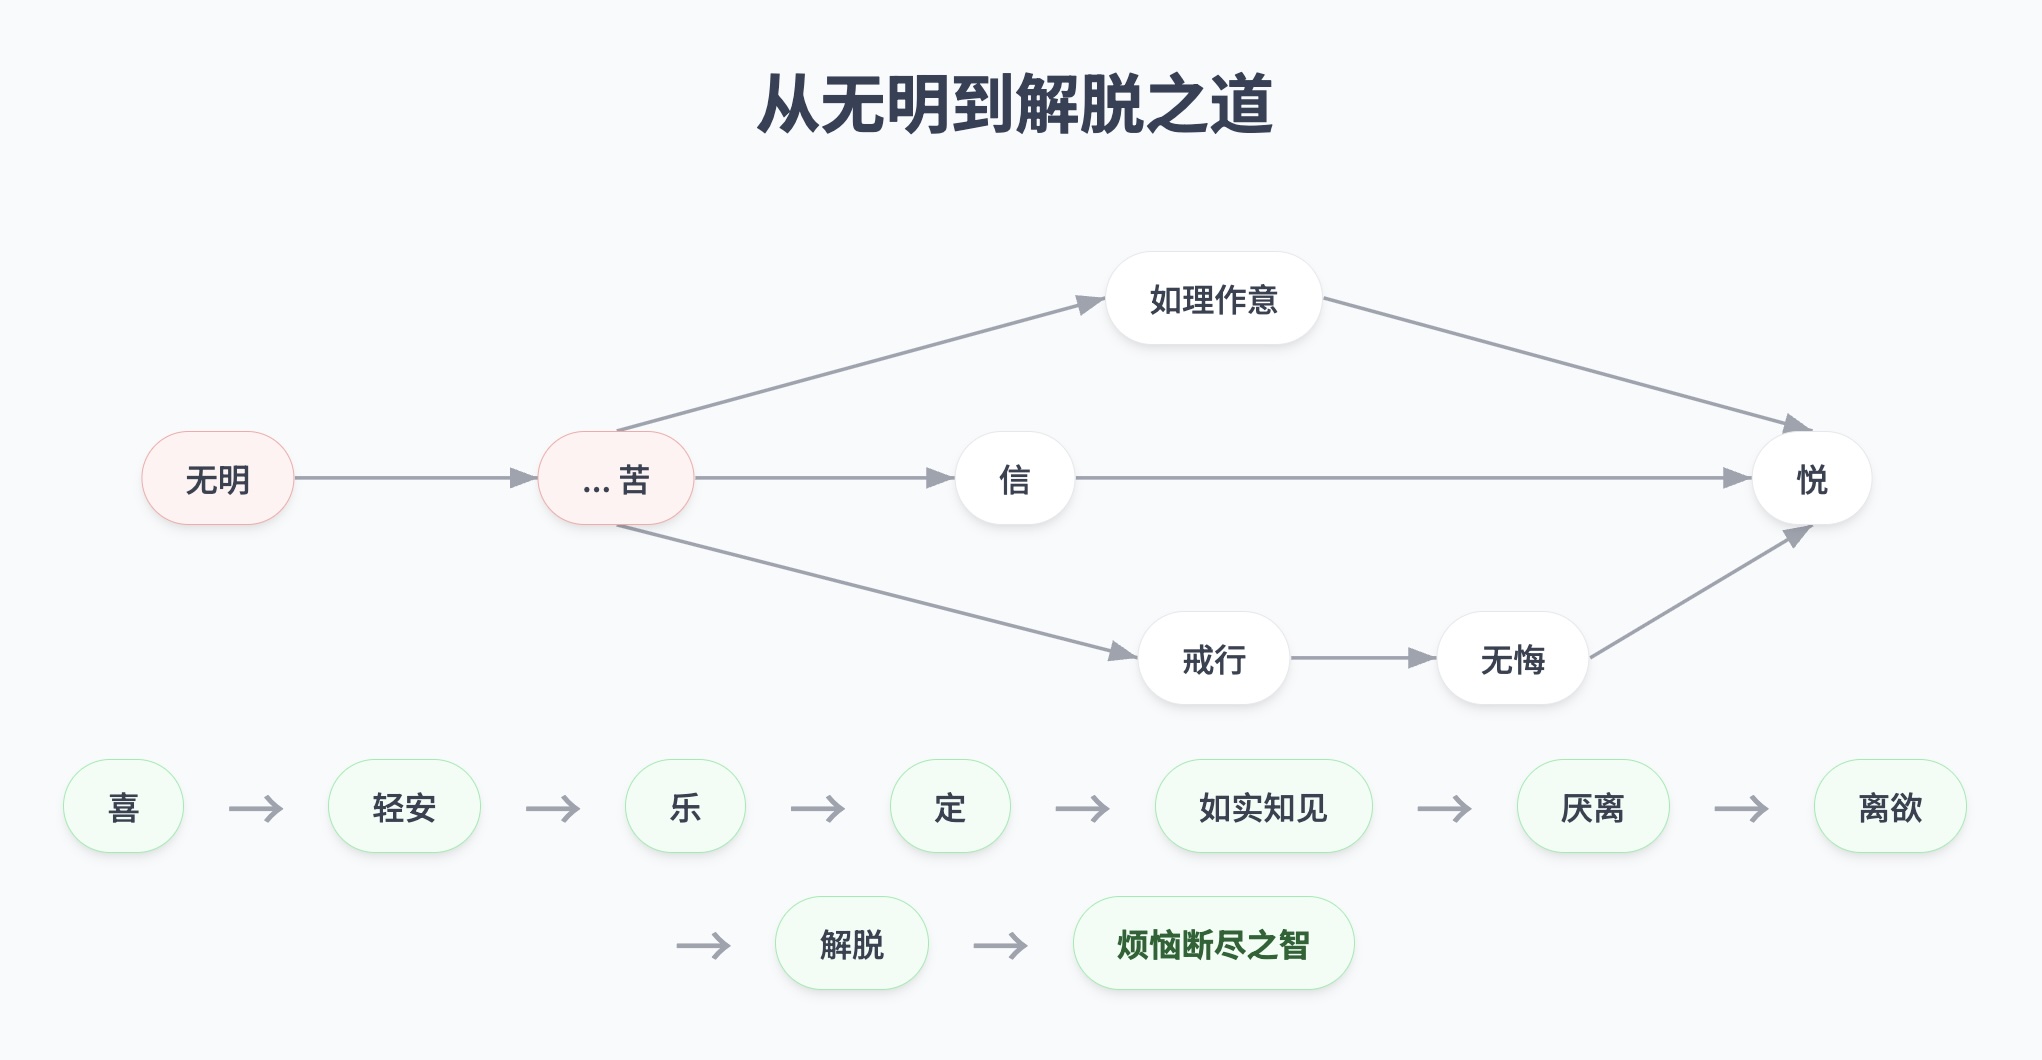 从无明到解脱之道
如理作意
无明
... 苦
信
悦
戒行
无悔
喜 → 轻安 → 乐 → 定 → 如实知见 → 厌离 → 离欲
→ 解脱 → 烦恼断尽之智